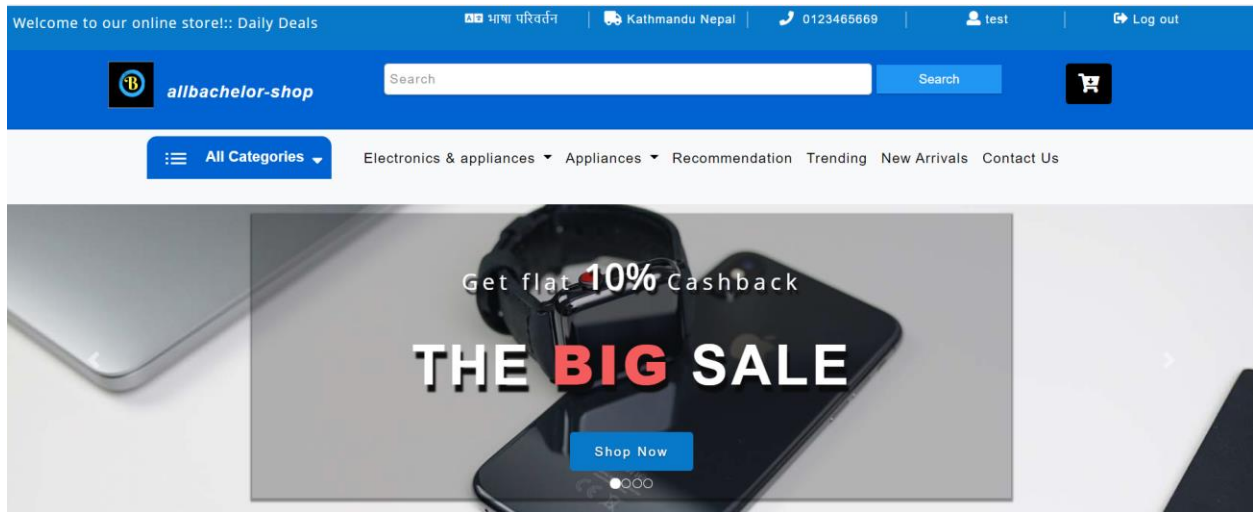 Welcome to our online store!:: Daily Deals
भाषा परिवर्तन
Kathmandu Nepal
0123465669
test
Log out
B
allbachelor-shop
Search
Search
All Categories
Electronics & appliances
Appliances
Recommendation
Trending
New Arrivals
Contact Us
Get flat 10% Cashback
THE BIG SALE
Shop Now